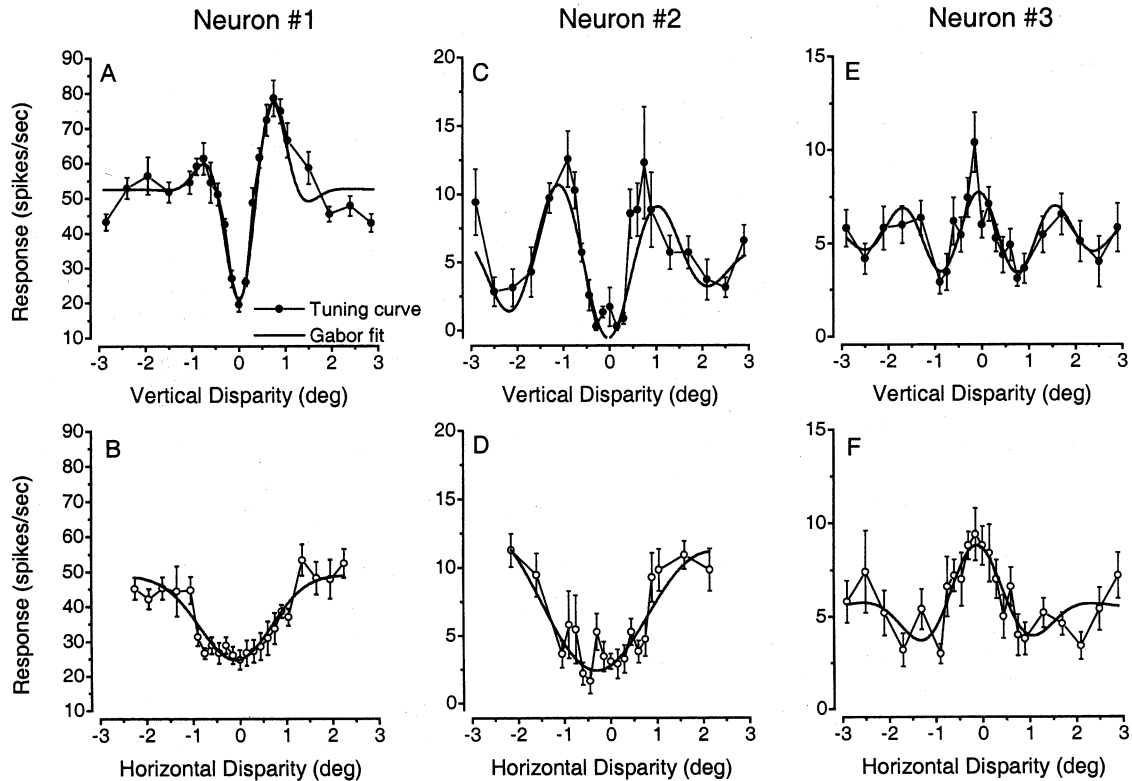 Neuron #1
Neuron #2
Neuron #3
A
C
E
90
80
70
60
50
40
30
20
10
Response (spikes/sec)
Tuning curve
Gabor fit
-3 -2 -1 0 1 2 3
Vertical Disparity (deg)
20
15
10
5
0
-3 -2 -1 0 1 2 3
Vertical Disparity (deg)
15
10
5
0
-3 -2 -1 0 1 2 3
Vertical Disparity (deg)
B
D
F
90
80
70
60
50
40
30
20
10
Response (spikes/sec)
-3 -2 -1 0 1 2 3
Horizontal Disparity (deg)
20
15
10
5
0
-3 -2 -1 0 1 2 3
Horizontal Disparity (deg)
15
10
5
0
-3 -2 -1 0 1 2 3
Horizontal Disparity (deg)